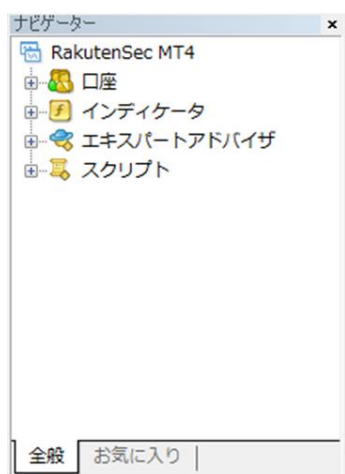 ナビゲーター
RakutenSec MT4
口座
インディケータ
エキスパートアドバイザ
スクリプト
全般 お気に入り